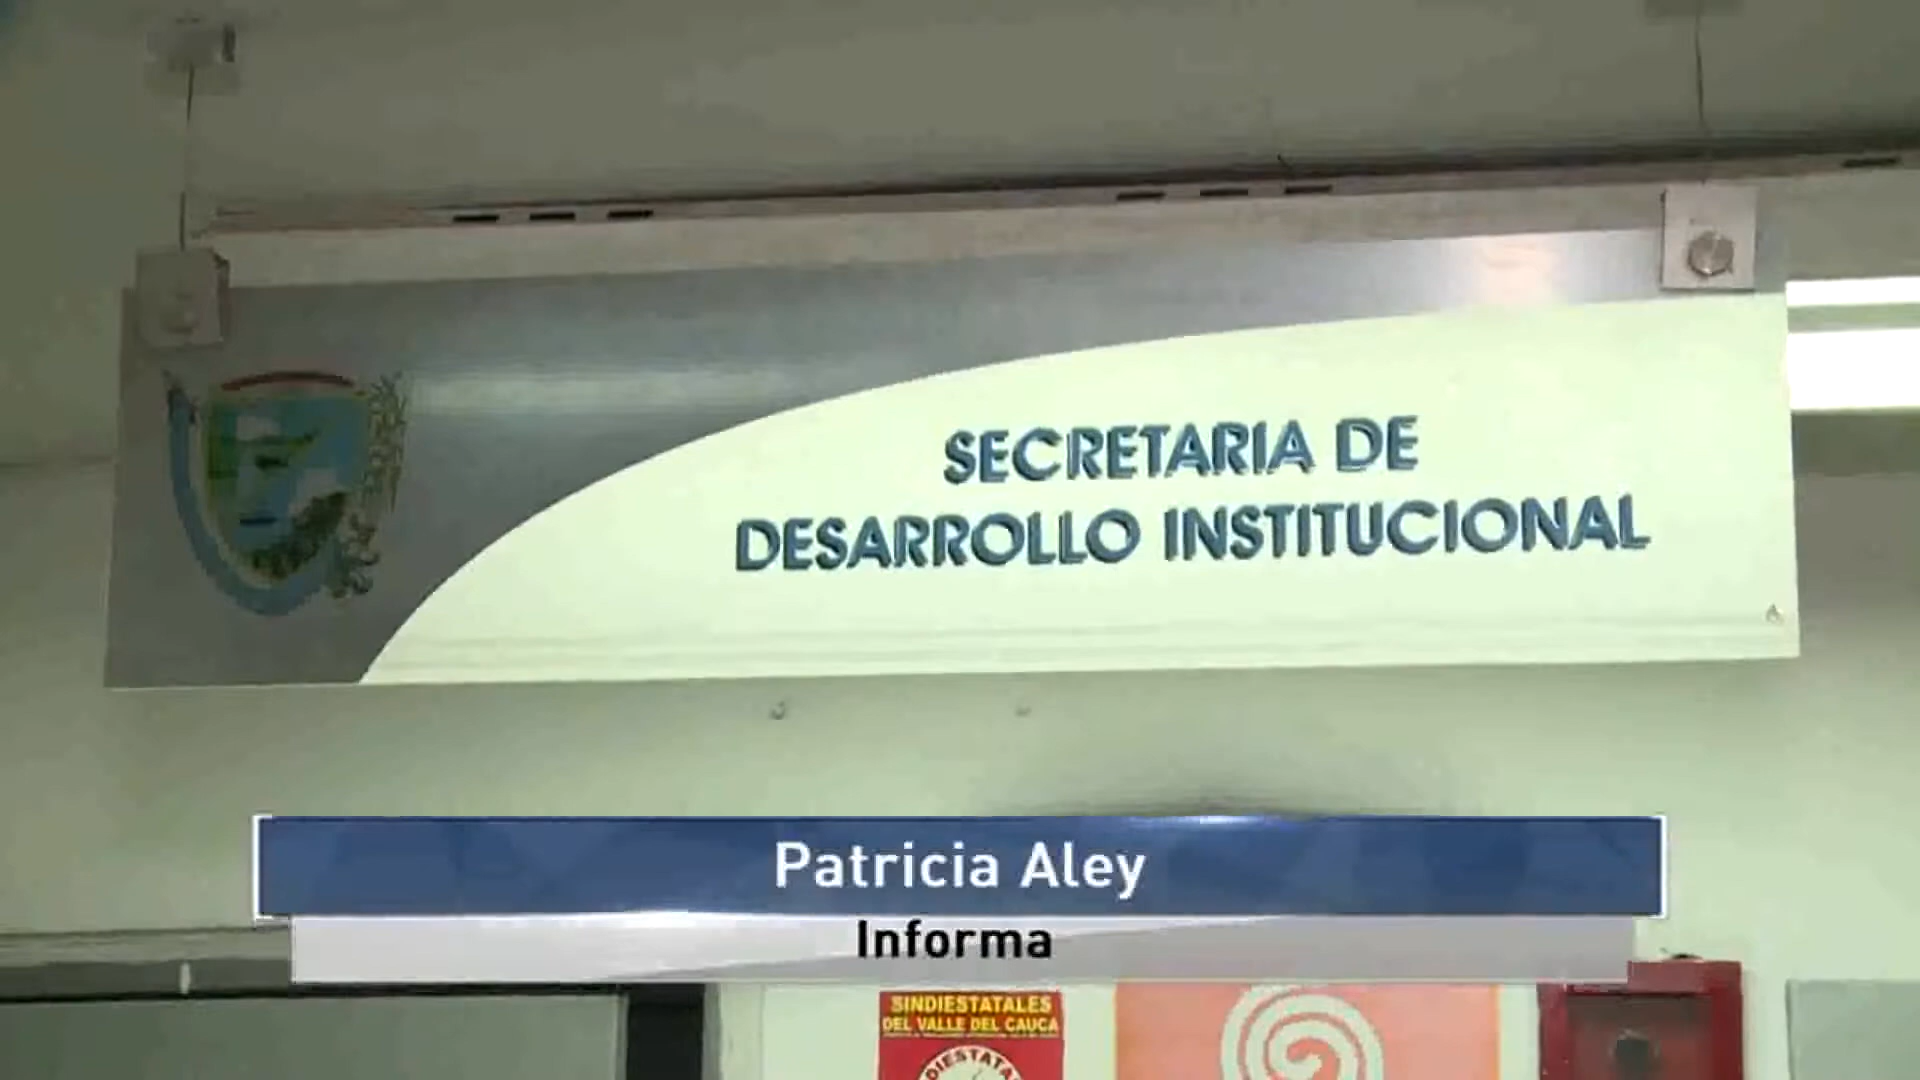 SECRETARIA DE
DESARROLLO INSTITUCIONAL
Patricia Aley
Informa
SINDIESTATALES
DEL VALLE DEL CAUCA